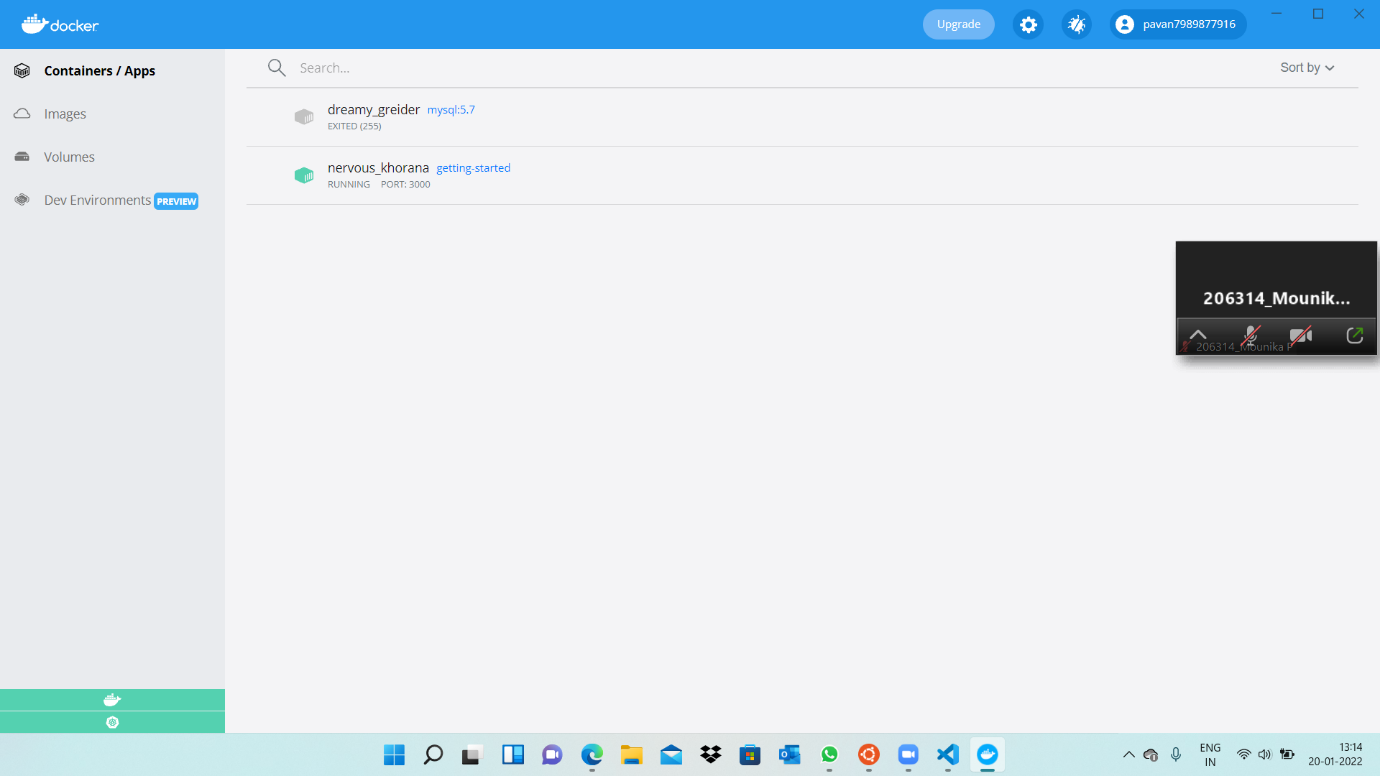 docker
Upgrade
pavan7989877916
Containers / Apps
Images
Volumes
Dev Environments PREVIEW
Search...
Sort by
dreamy_greider mysql:5.7
EXITED (255)
nervous_khorana getting-started
RUNNING PORT: 3000
206314_Mounik...
206314_Mounika P
ENG
IN
13:14
20-01-2022